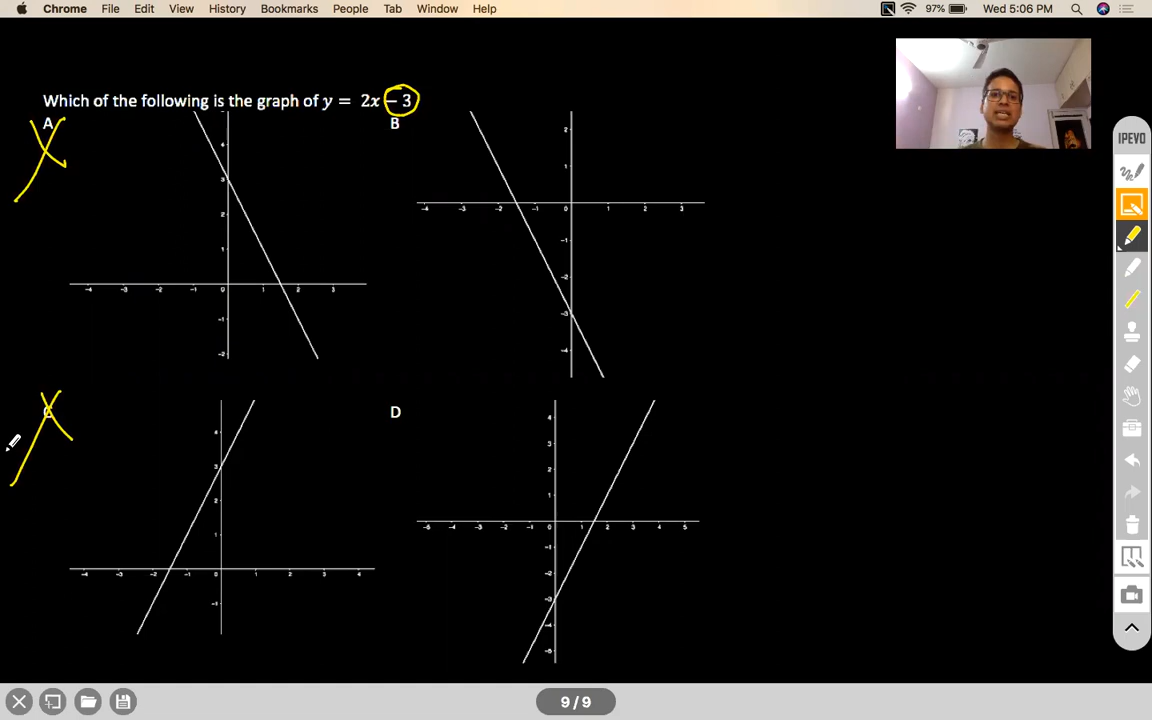 Chrome File Edit View History Bookmarks People Tab Window Help 97% Wed 5:06 PM
Which of the following is the graph of y = 2x − 3
A
B
5
4
3
2
1
-4 -3 -2 -1 0 1 2 3
-1
-2
2
1
-4 -3 -2 -1 0 1 2 3
-1
-2
-3
-4
C
D
4
3
2
1
-4 -3 -2 -1 0 1 2 3 4
-1
4
3
2
1
-5 -4 -3 -2 -1 0 1 2 3 4 5
-1
-2
-3
-4
-5
IPEVO
9 / 9